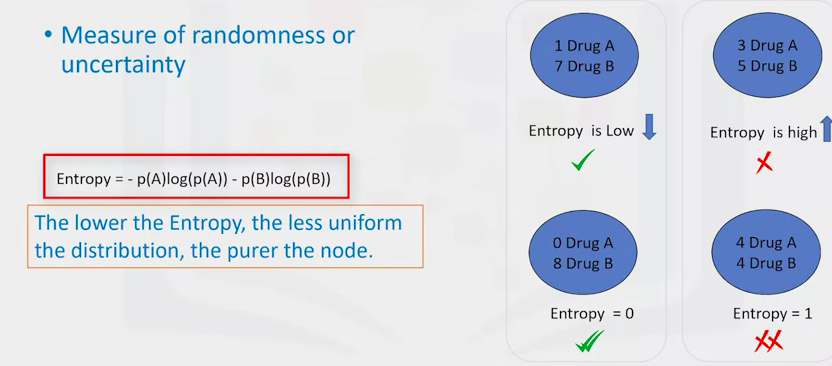 • Measure of randomness or
uncertainty
Entropy = - p(A)log(p(A)) - p(B)log(p(B))
The lower the Entropy, the less uniform
the distribution, the purer the node.
1 Drug A
7 Drug B
Entropy is Low
0 Drug A
8 Drug B
Entropy = 0
3 Drug A
5 Drug B
Entropy is high
4 Drug A
4 Drug B
Entropy = 1